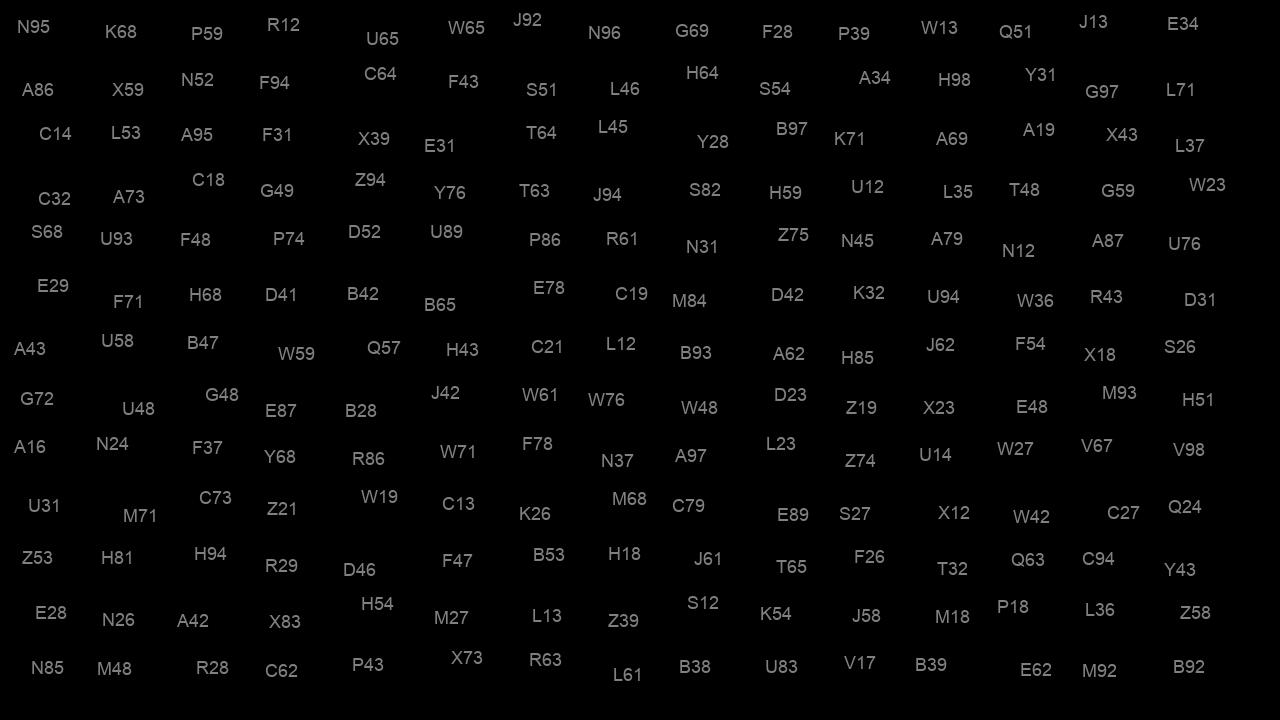 N95 K68 P59 R12 U65 W65 J92 N96 G69 F28 P39 W13 Q51 J13 E34
A86 X59 N52 F94 C64 F43 S51 L46 H64 S54 A34 H98 Y31 G97 L71
C14 L53 A95 F31 X39 E31 T64 L45 Y28 B97 K71 A69 A19 X43 L37
C32 A73 C18 G49 Z94 Y76 T63 J94 S82 H59 U12 L35 T48 G59 W23
S68 U93 F48 P74 D52 U89 P86 R61 N31 Z75 N45 A79 N12 A87 U76
E29 F71 H68 D41 B42 B65 E78 C19 M84 D42 K32 U94 W36 R43 D31
A43 U58 B47 W59 Q57 H43 C21 L12 B93 A62 H85 J62 F54 X18 S26
G72 U48 G48 E87 B28 J42 W61 W76 W48 D23 Z19 X23 E48 M93 H51
A16 N24 F37 Y68 R86 W71 F78 N37 A97 L23 Z74 U14 W27 V67 V98
U31 M71 C73 Z21 W19 C13 K26 M68 C79 E89 S27 X12 W42 C27 Q24
Z53 H81 H94 R29 D46 F47 B53 H18 J61 T65 F26 T32 Q63 C94 Y43
E28 N26 A42 X83 H54 M27 L13 Z39 S12 K54 J58 M18 P18 L36 Z58
N85 M48 R28 C62 P43 X73 R63 L61 B38 U83 V17 B39 E62 M92 B92